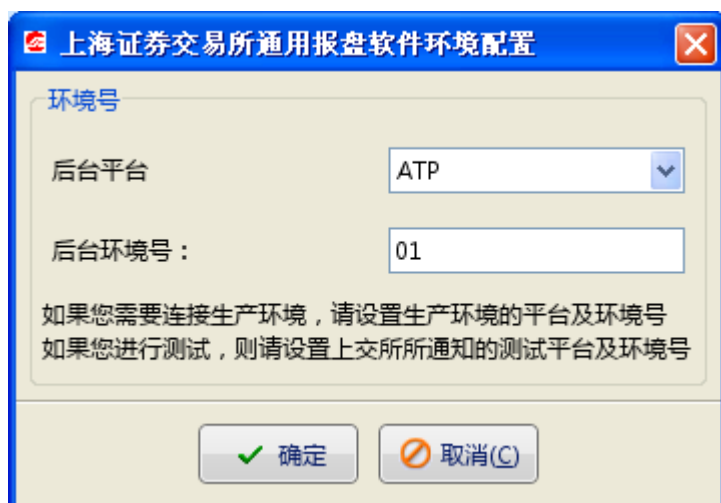 上海证券交易所通用报盘软件环境配置
环境号
后台平台 ATP
后台环境号： 01
如果您需要连接生产环境，请设置生产环境的平台及环境号
如果您进行测试，则请设置上交所所通知的测试平台及环境号
确定 取消(C)